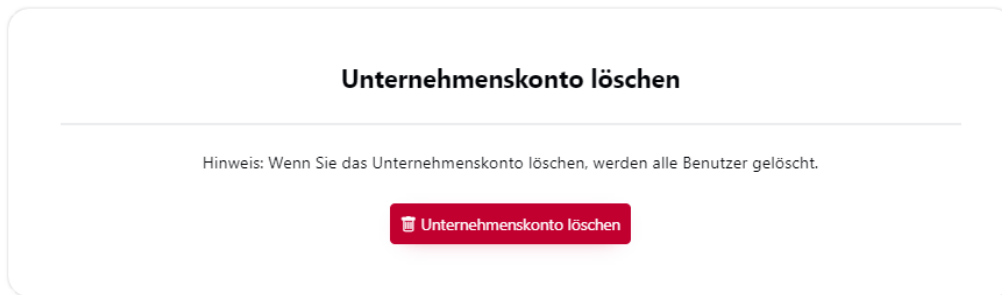 Unternehmenskonto löschen
Hinweis: Wenn Sie das Unternehmenskonto löschen, werden alle Benutzer gelöscht.
Unternehmenskonto löschen